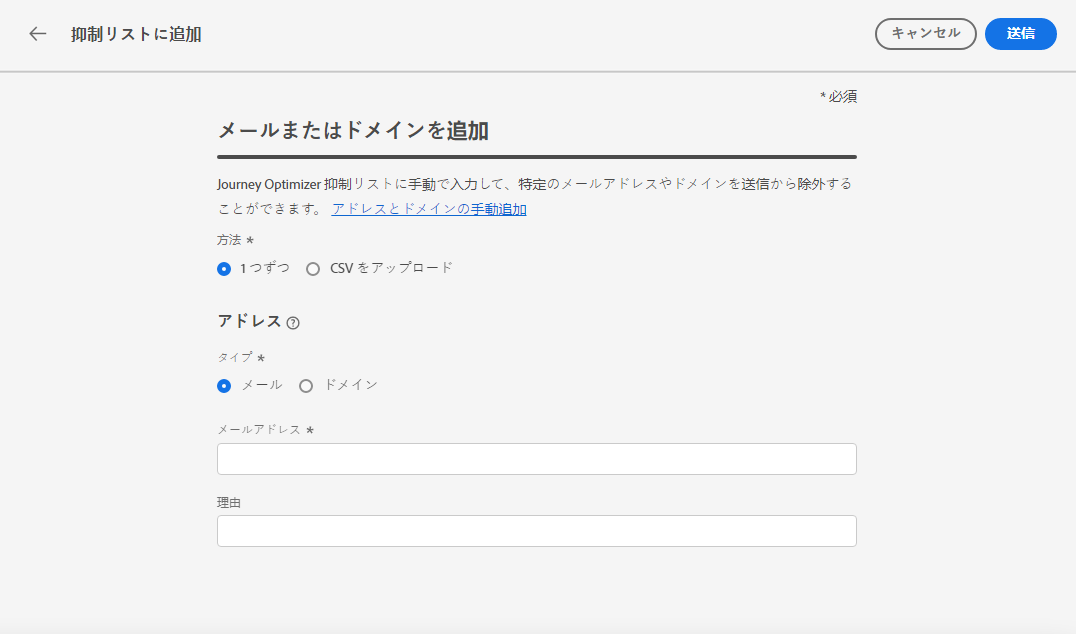 抑制リストに追加
キャンセル
送信
* 必須
メールまたはドメインを追加
Journey Optimizer 抑制リストに手動で入力して、特定のメールアドレスやドメインを送信から除外する
ことができます。 アドレスとドメインの手動追加
方法 *
1 つずつ CSV をアップロード
アドレス ?
タイプ *
メール ドメイン
メールアドレス *
理由